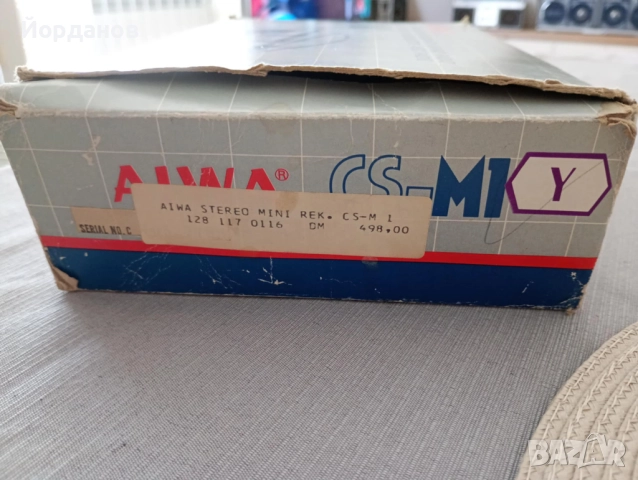 Йорданов
AIWA® CS-M1 Y
AIWA STEREO MINI REK. CS-M 1
128 117 0116 DM 498,00
SERIAL NO. C
BAZAR